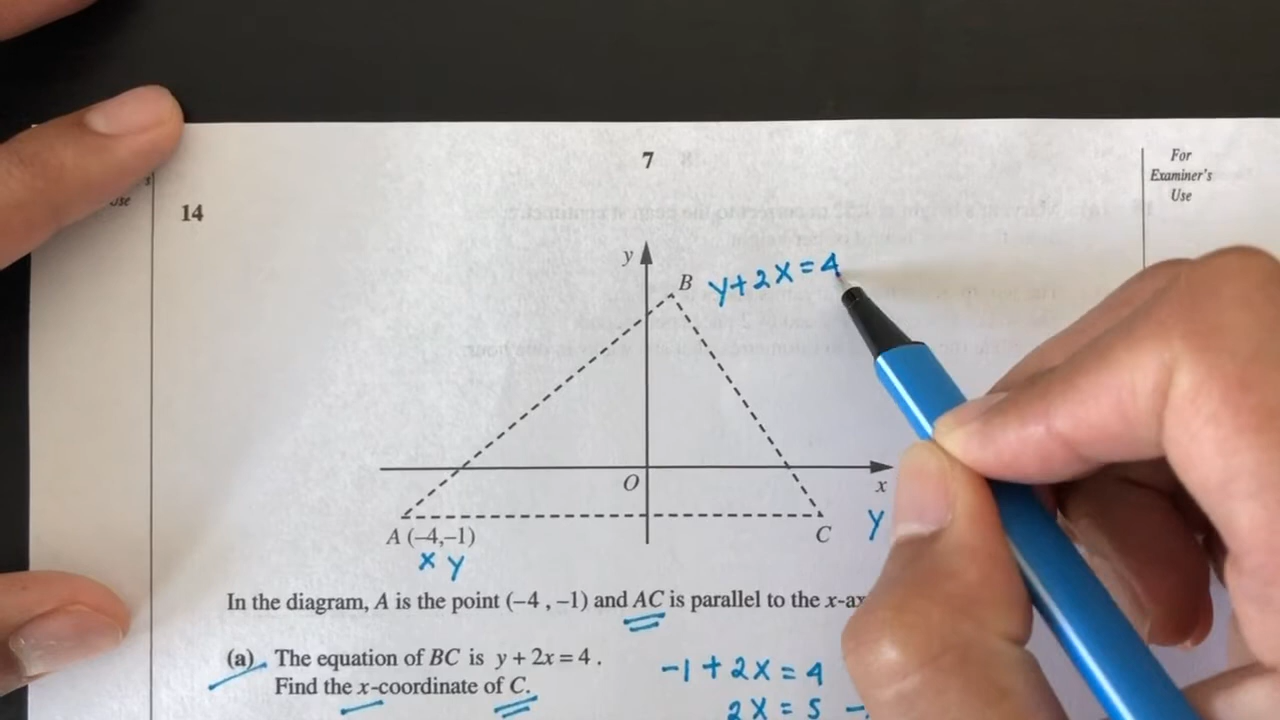 7
For
Examiner's
Use
14
y
B
y+2x=4
O
x
A (–4,–1)
C
y
x y
In the diagram, A is the point (–4 , –1) and AC is parallel to the
(a) The equation of BC is y + 2x = 4 .
Find the x-coordinate of C.
-1 + 2x = 4
2x = 5